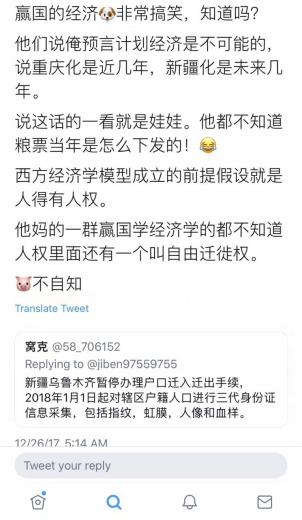 赢国的经济🐶非常搞笑，知道吗？
他们说俺预言计划经济是不可能的，
说重庆化是近几年，新疆化是未来几
年。
说这话的一看就是娃娃。他都不知道
粮票当年是怎么下发的！😂
西方经济学模型成立的前提假设就是
人得有人权。
他妈的一群赢国学经济学的都不知道
人权里面还有一个叫自由迁徙权。
🐷不自知
Translate Tweet
窝克 @58_706152
Replying to @jiben97559755
新疆乌鲁木齐暂停办理户口迁入迁出手续，
2018年1月1日起对辖区户籍人口进行三代身份证
信息采集，包括指纹，虹膜，人像和血样。
12/26/17, 5:14 AM
Tweet your reply